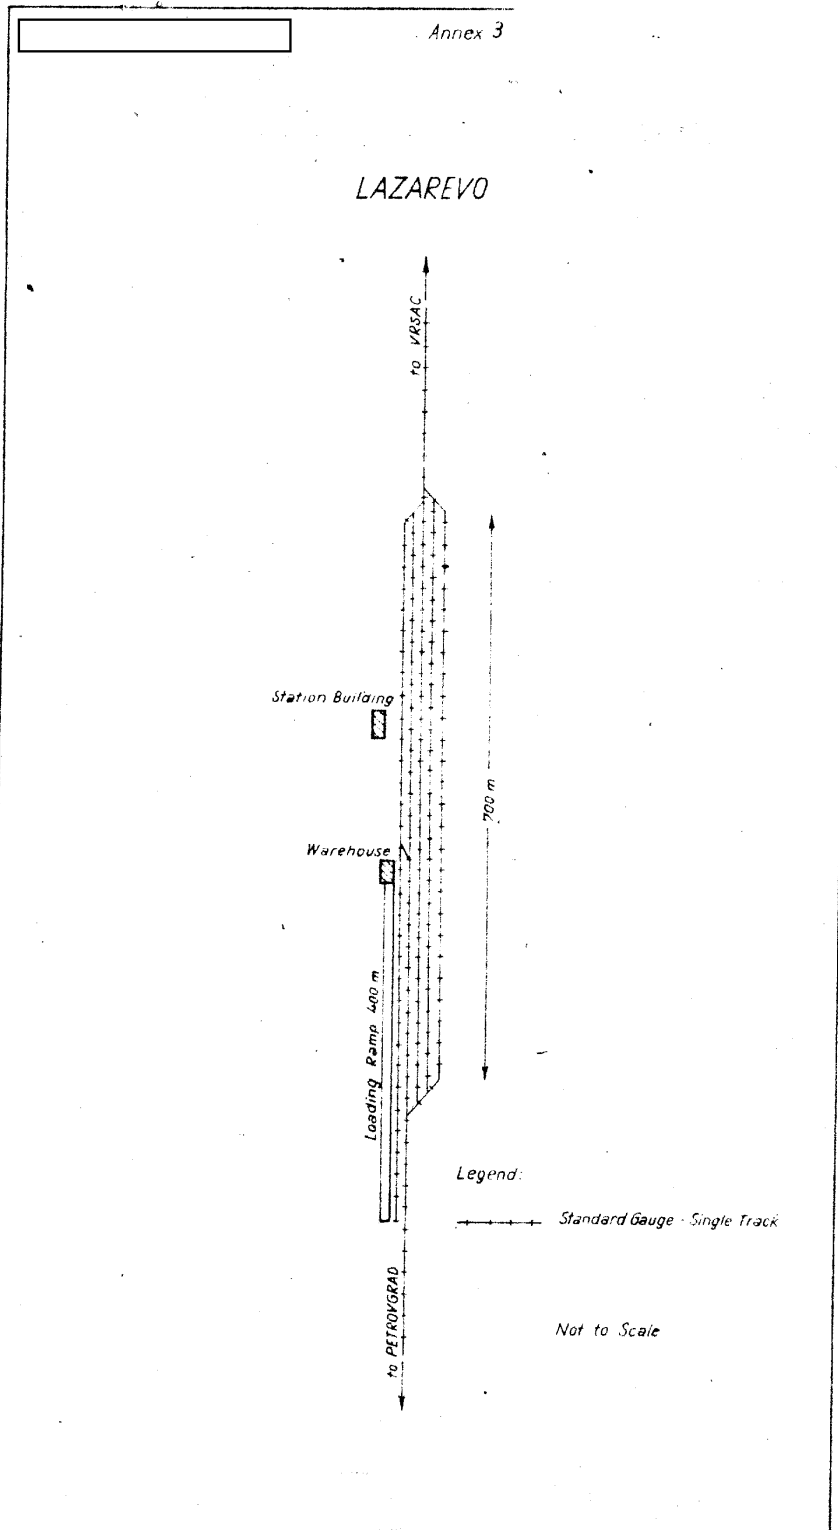 Annex 3
LAZAREVO
to VRSAC
Station Building
700 m
Warehouse
Loading Ramp 400 m
Legend:
Standard Gauge - Single Track
to PETROVGRAD
Not to Scale